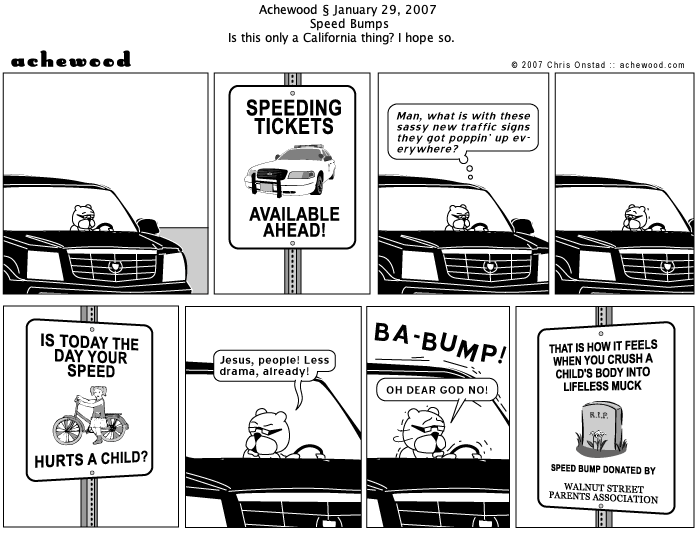 Achewood § January 29, 2007
Speed Bumps
Is this only a California thing? I hope so.
achewood
© 2007 Chris Onstad :: achewood.com
SPEEDING
TICKETS
AVAILABLE
AHEAD!
Man, what is with these
sassy new traffic signs
they got poppin' up ev-
erywhere?
IS TODAY THE
DAY YOUR
SPEED
HURTS A CHILD?
Jesus, people! Less
drama, already!
BA-BUMP!
OH DEAR GOD NO!
THAT IS HOW IT FEELS
WHEN YOU CRUSH A
CHILD'S BODY INTO
LIFELESS MUCK
R.I.P.
SPEED BUMP DONATED BY
WALNUT STREET
PARENTS ASSOCIATION